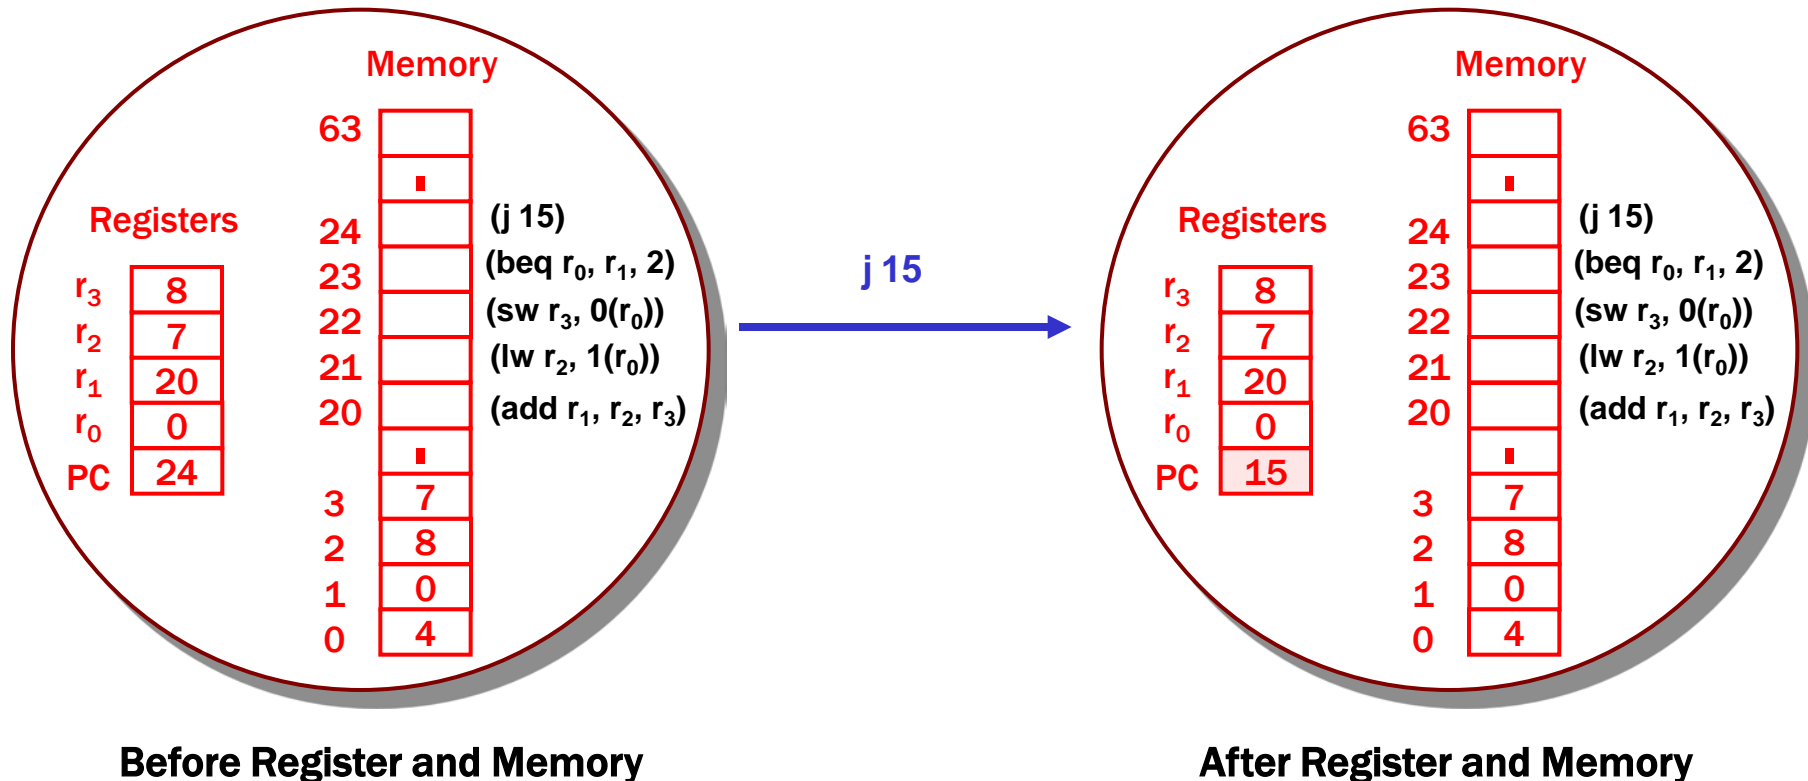 Memory
63
Registers
24 (j 15)
23 (beq r₀, r₁, 2)
22 (sw r₃, 0(r₀))
21 (lw r₂, 1(r₀))
20 (add r₁, r₂, r₃)
r₃ 8
r₂ 7
r₁ 20
r₀ 0
PC 24
3 7
2 8
1 0
0 4
Before Register and Memory
j 15
Memory
63
Registers
24 (j 15)
23 (beq r₀, r₁, 2)
22 (sw r₃, 0(r₀))
21 (lw r₂, 1(r₀))
20 (add r₁, r₂, r₃)
r₃ 8
r₂ 7
r₁ 20
r₀ 0
PC 15
3 7
2 8
1 0
0 4
After Register and Memory